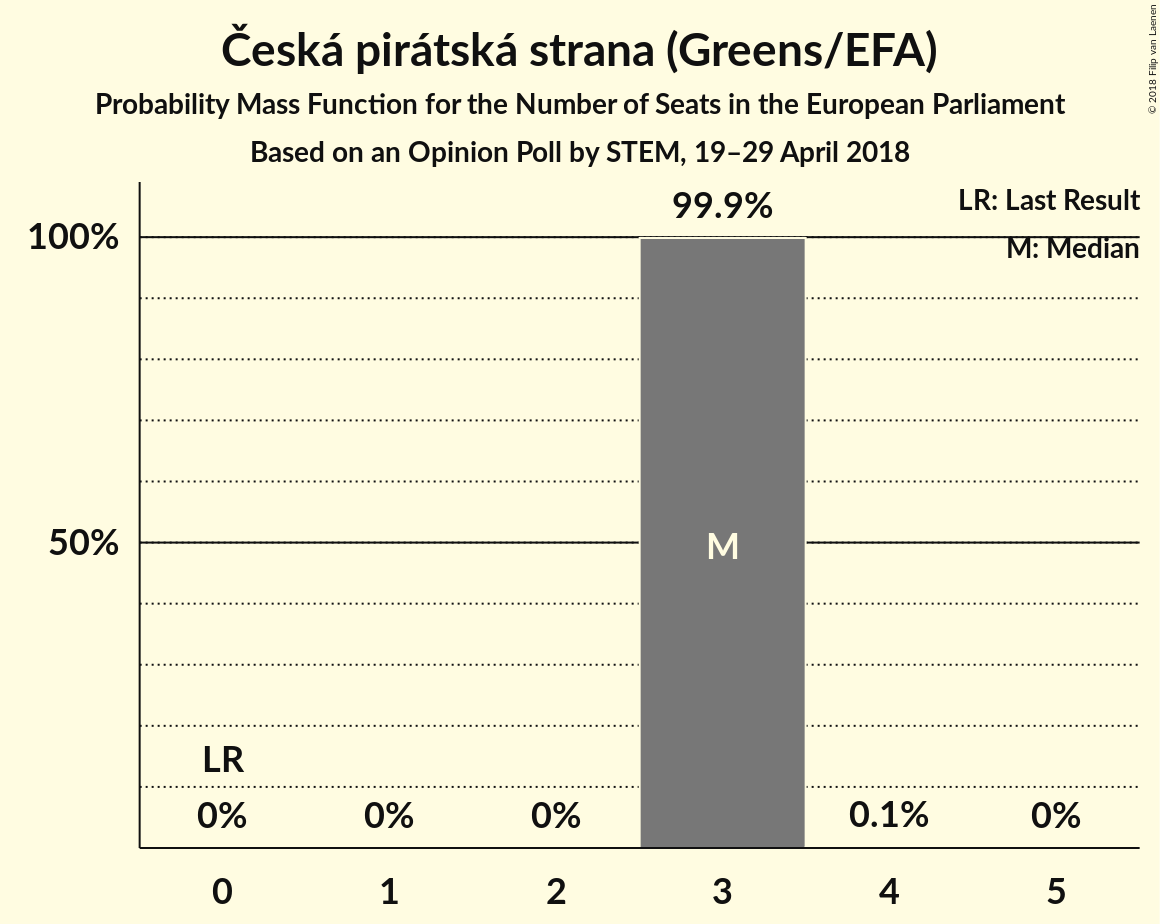 Česká pirátská strana (Greens/EFA)
Probability Mass Function for the Number of Seats in the European Parliament
Based on an Opinion Poll by STEM, 19–29 April 2018
© 2018 Filip van Laenen
LR: Last Result
M: Median
99.9%
100%
50%
M
LR
0%
0%
0%
0.1%
0%
0
1
2
3
4
5